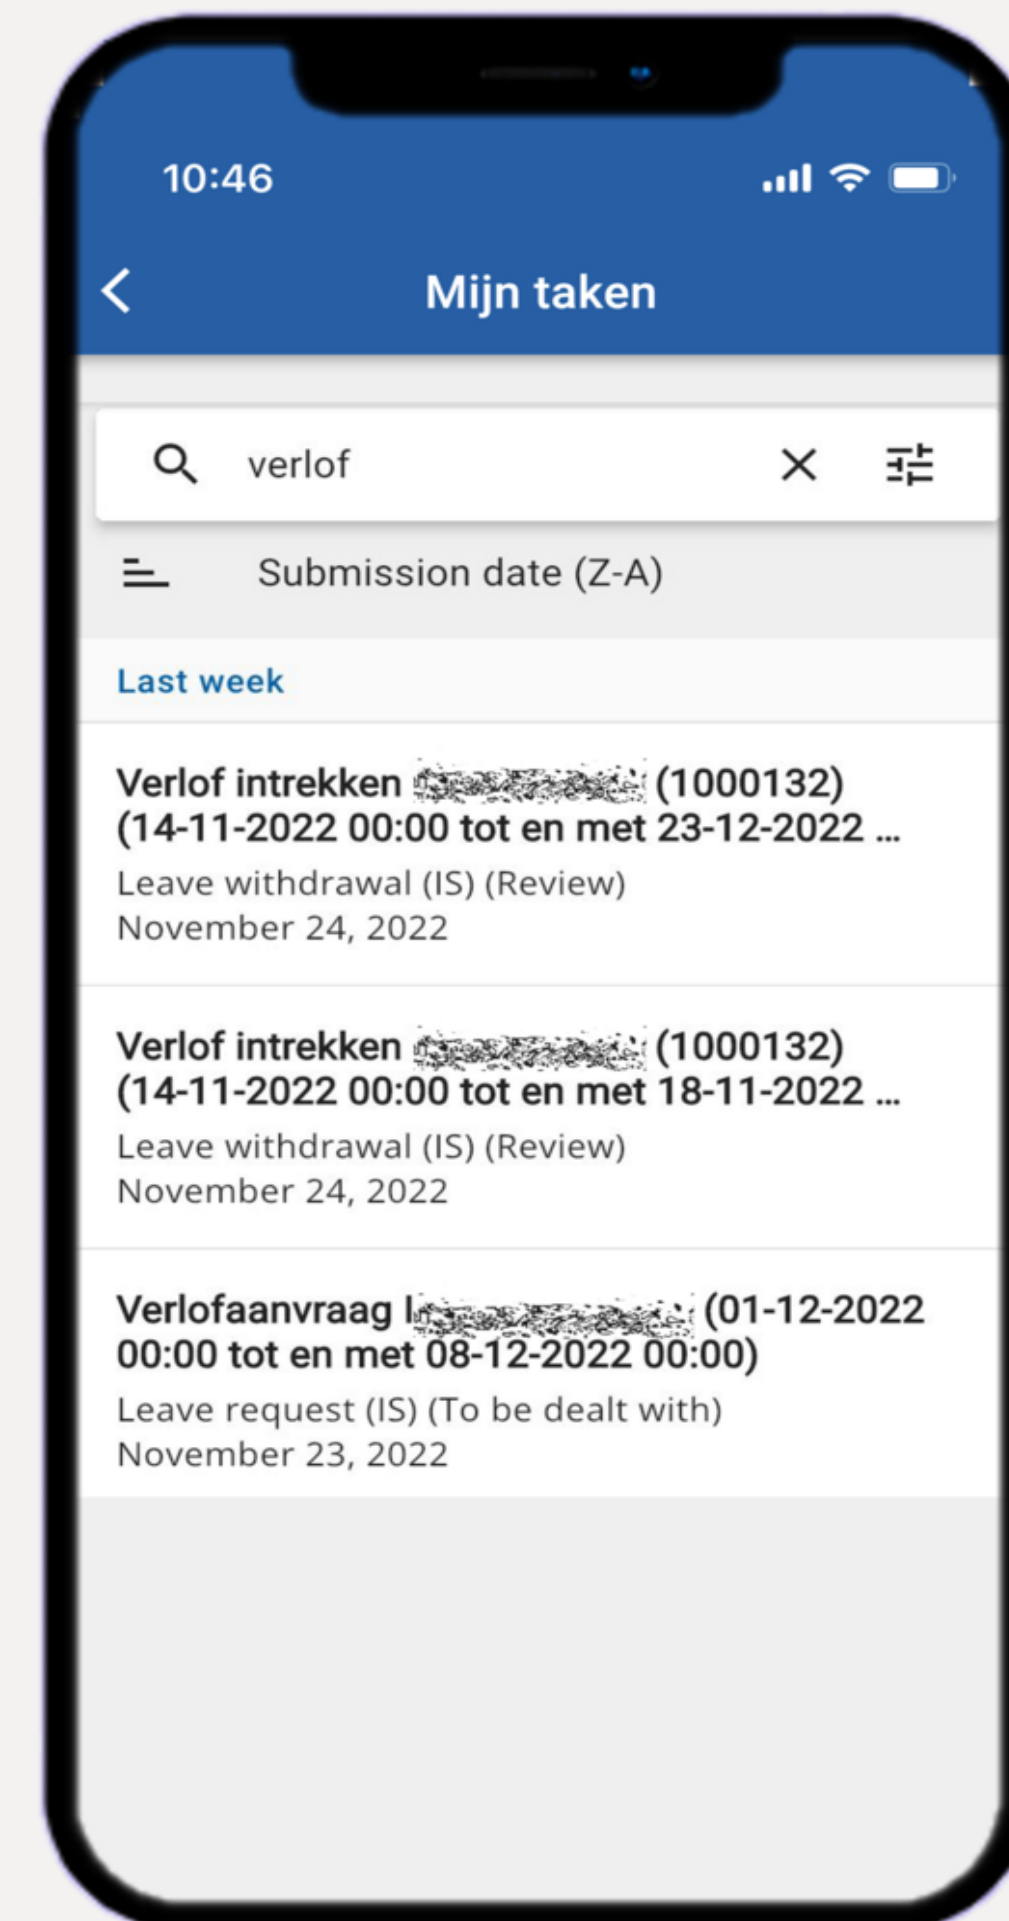 10:46
Mijn taken
verlof
Submission date (Z-A)
Last week
Verlof intrekken (1000132)
(14-11-2022 00:00 tot en met 23-12-2022 ...
Leave withdrawal (IS) (Review)
November 24, 2022
Verlof intrekken (1000132)
(14-11-2022 00:00 tot en met 18-11-2022 ...
Leave withdrawal (IS) (Review)
November 24, 2022
Verlofaanvraag (01-12-2022
00:00 tot en met 08-12-2022 00:00)
Leave request (IS) (To be dealt with)
November 23, 2022